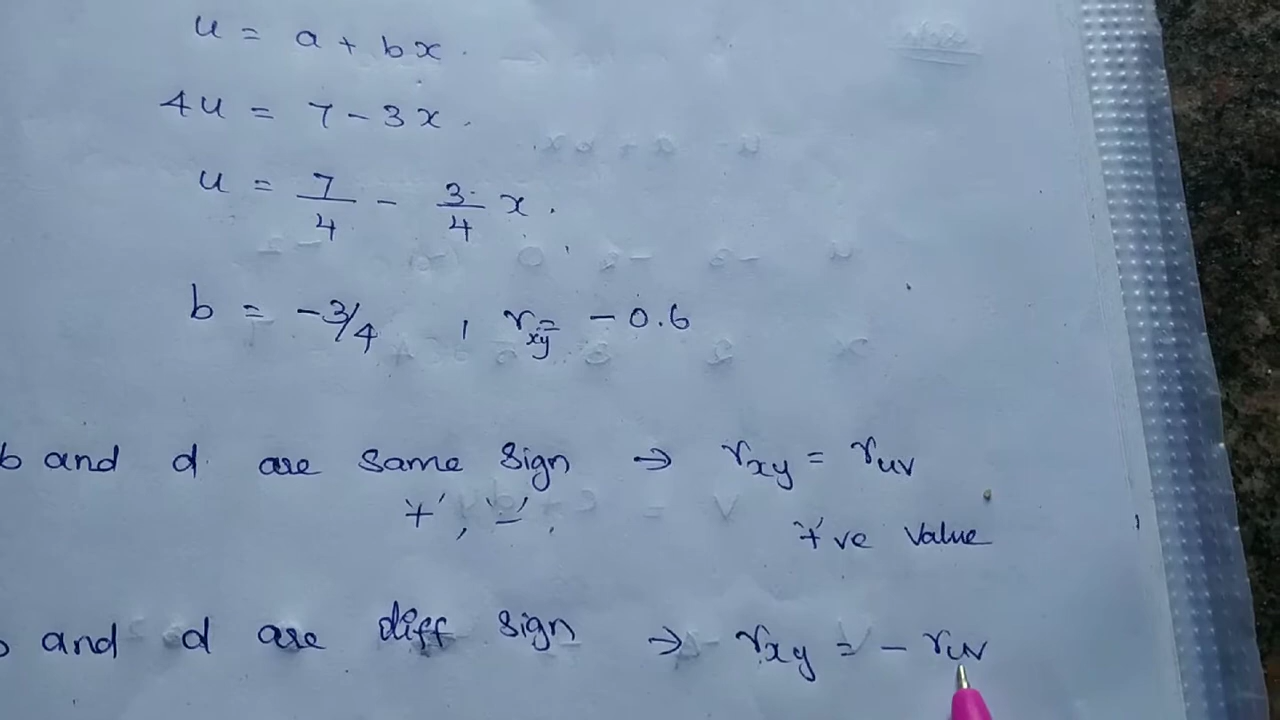 u = a + bx.
4u = 7 - 3x.
u = 7/4 - 3/4 x.
b = -3/4 , r_xy = -0.6
b and d are same sign → r_xy = r_uv
'+', '-'. '+'ve value
and d are diff sign → r_xy = - r_uv